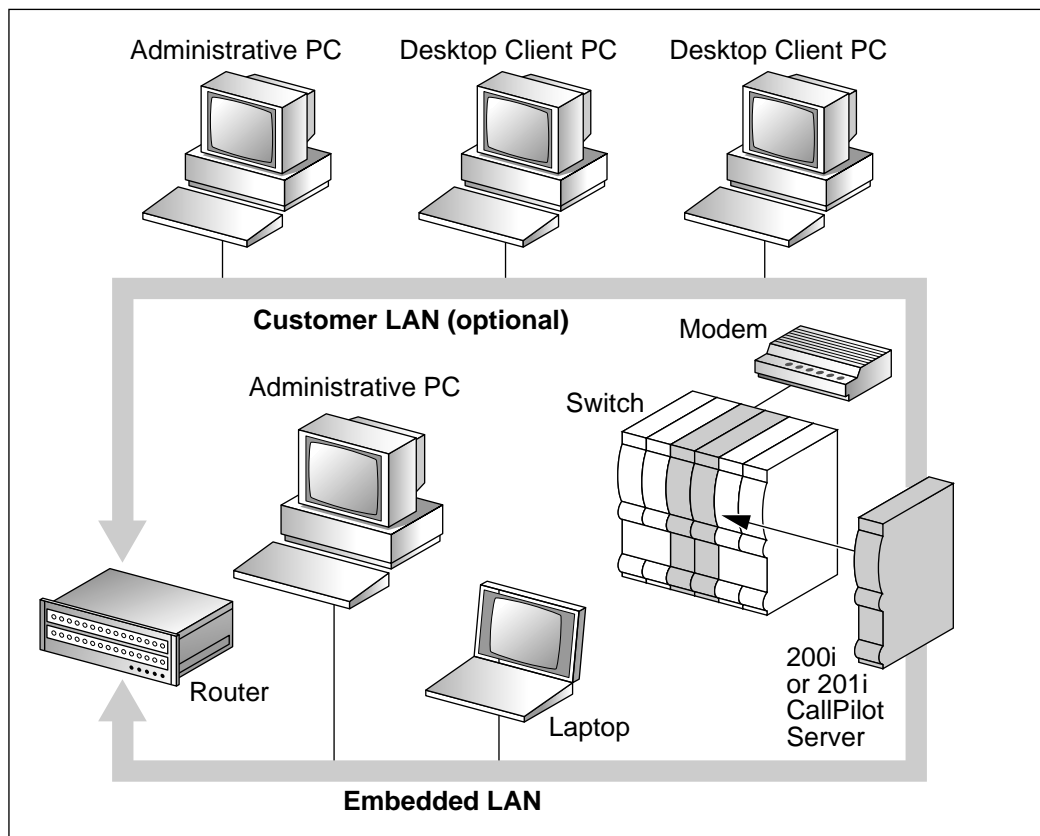 Administrative PC
Desktop Client PC
Desktop Client PC
Customer LAN (optional)
Modem
Administrative PC
Switch
200i
or 201i
CallPilot
Server
Router
Laptop
Embedded LAN